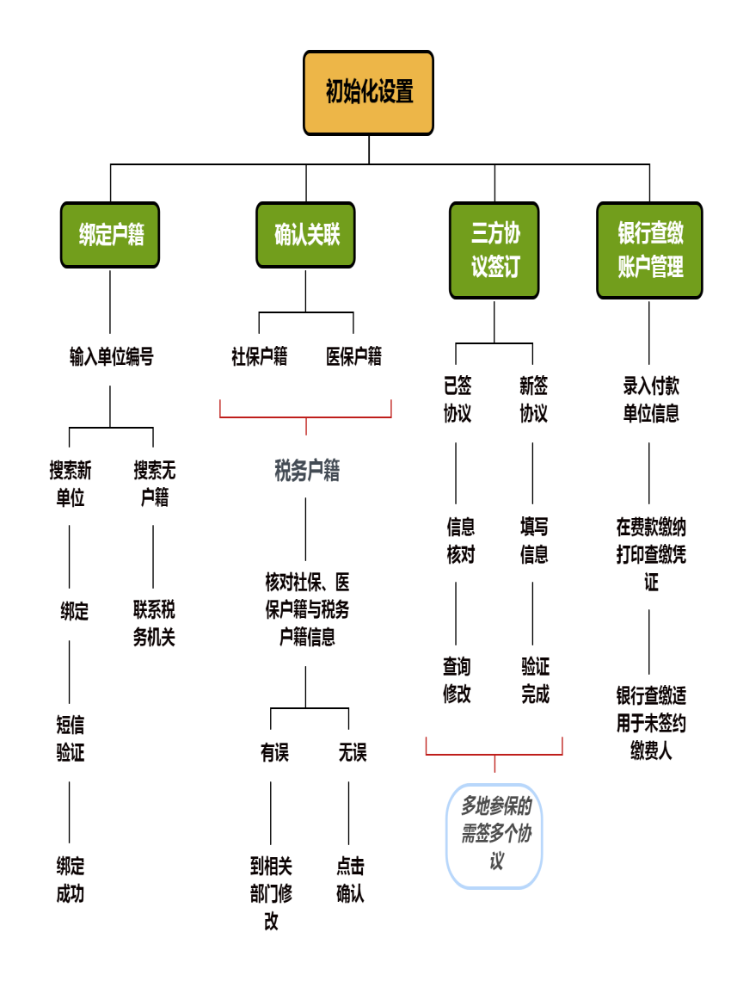 初始化设置
绑定户籍
输入单位编号
搜索新
单位
绑定
短信
验证
绑定
成功
搜索无
户籍
联系税
务机关
确认关联
社保户籍
医保户籍
税务户籍
核对社保、医
保户籍与税务
户籍信息
有误
到相关
部门修
改
无误
点击
确认
三方协
议签订
已签
协议
信息
核对
查询
修改
新签
协议
填写
信息
验证
完成
多地参保的
需签多个协
议
银行查缴
账户管理
录入付款
单位信息
在费款缴纳
打印查缴凭
证
银行查缴适
用于未签约
缴费人